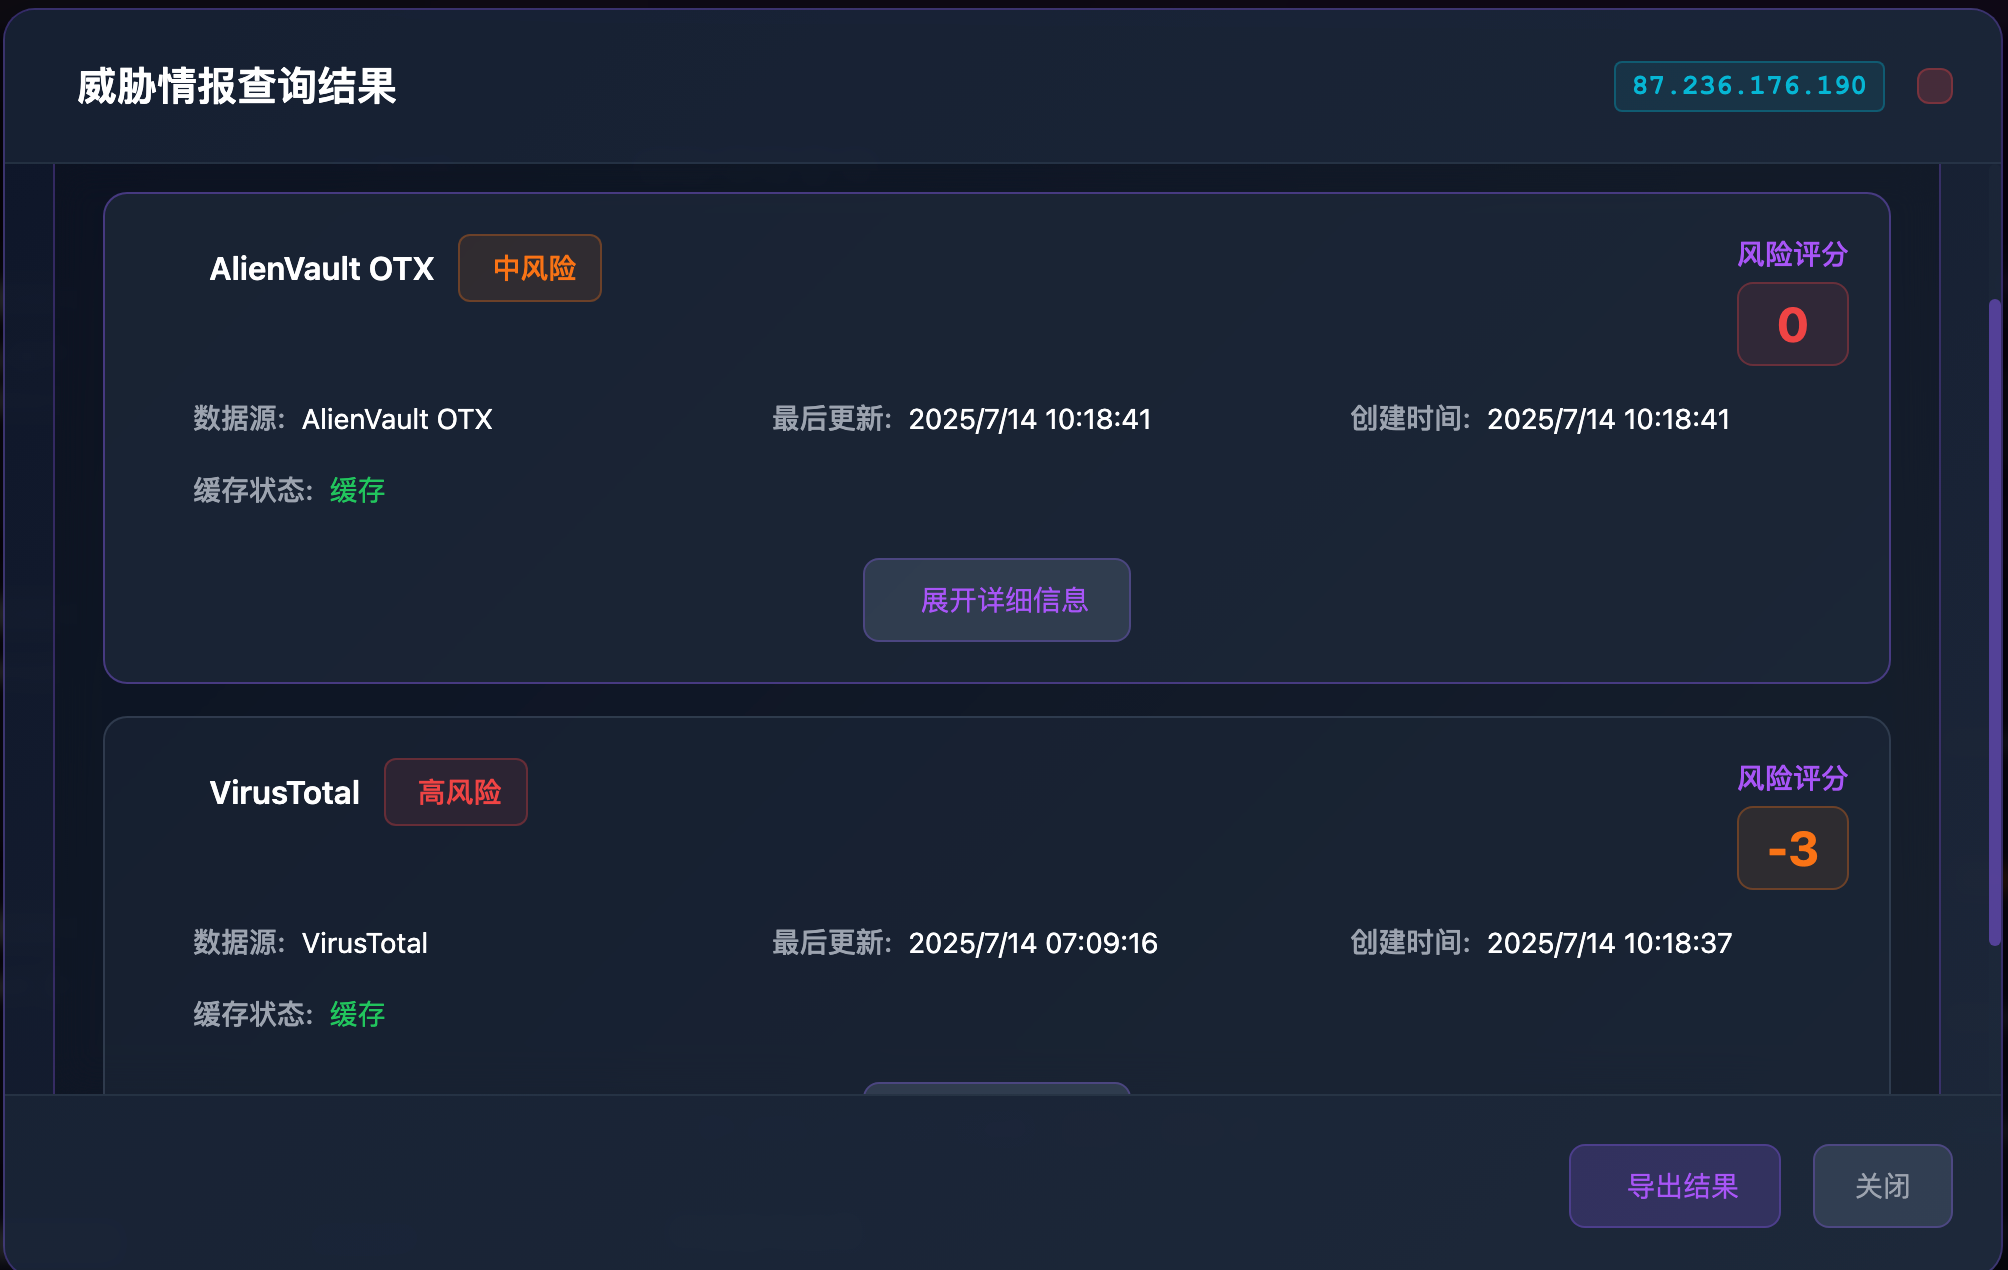 威胁情报查询结果
87.236.176.190
AlienVault OTX
中风险
风险评分
0
数据源: AlienVault OTX
最后更新: 2025/7/14 10:18:41
创建时间: 2025/7/14 10:18:41
缓存状态: 缓存
展开详细信息
VirusTotal
高风险
风险评分
-3
数据源: VirusTotal
最后更新: 2025/7/14 07:09:16
创建时间: 2025/7/14 10:18:37
缓存状态: 缓存
导出结果
关闭